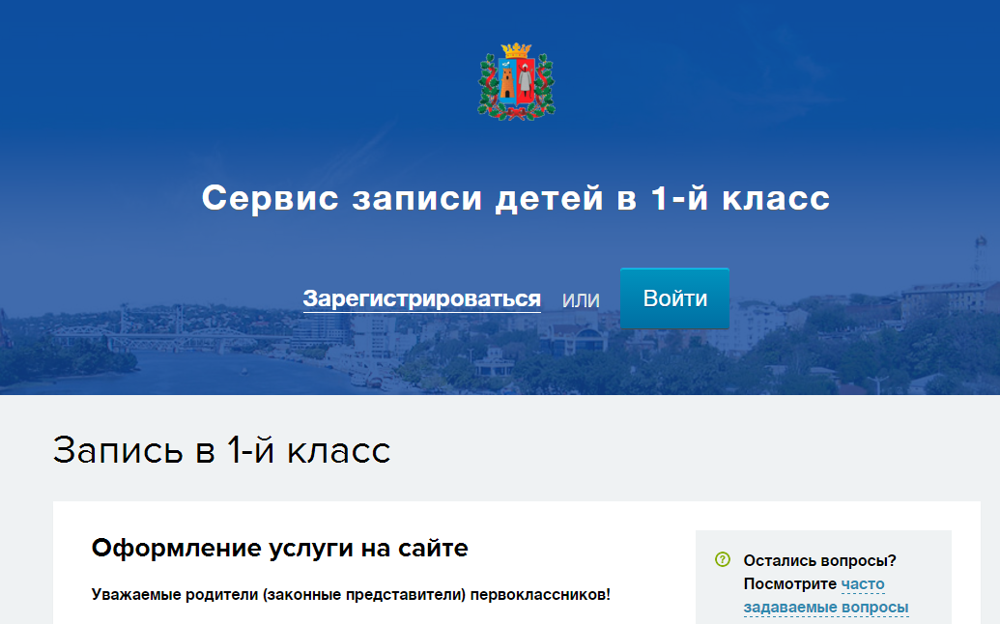 Сервис записи детей в 1-й класс
Зарегистрироваться или Войти
Запись в 1-й класс
Оформление услуги на сайте
Уважаемые родители (законные представители) первоклассников!
? Остались вопросы?
Посмотрите часто
задаваемые вопросы